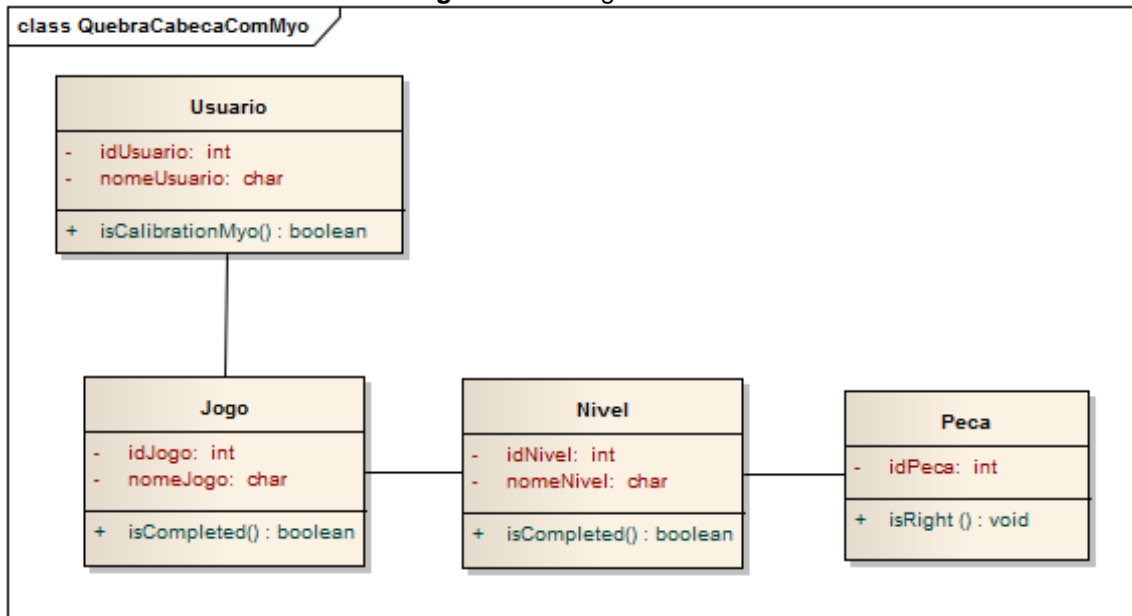 class QuebraCabecaComMyo
Usuario
- idUsuario: int
- nomeUsuario: char
+ isCalibrationMyo() : boolean
Jogo
- idJogo: int
- nomeJogo: char
+ isCompleted() : boolean
Nivel
- idNivel: int
- nomeNivel: char
+ isCompleted() : boolean
Peca
- idPeca: int
+ isRight () : void